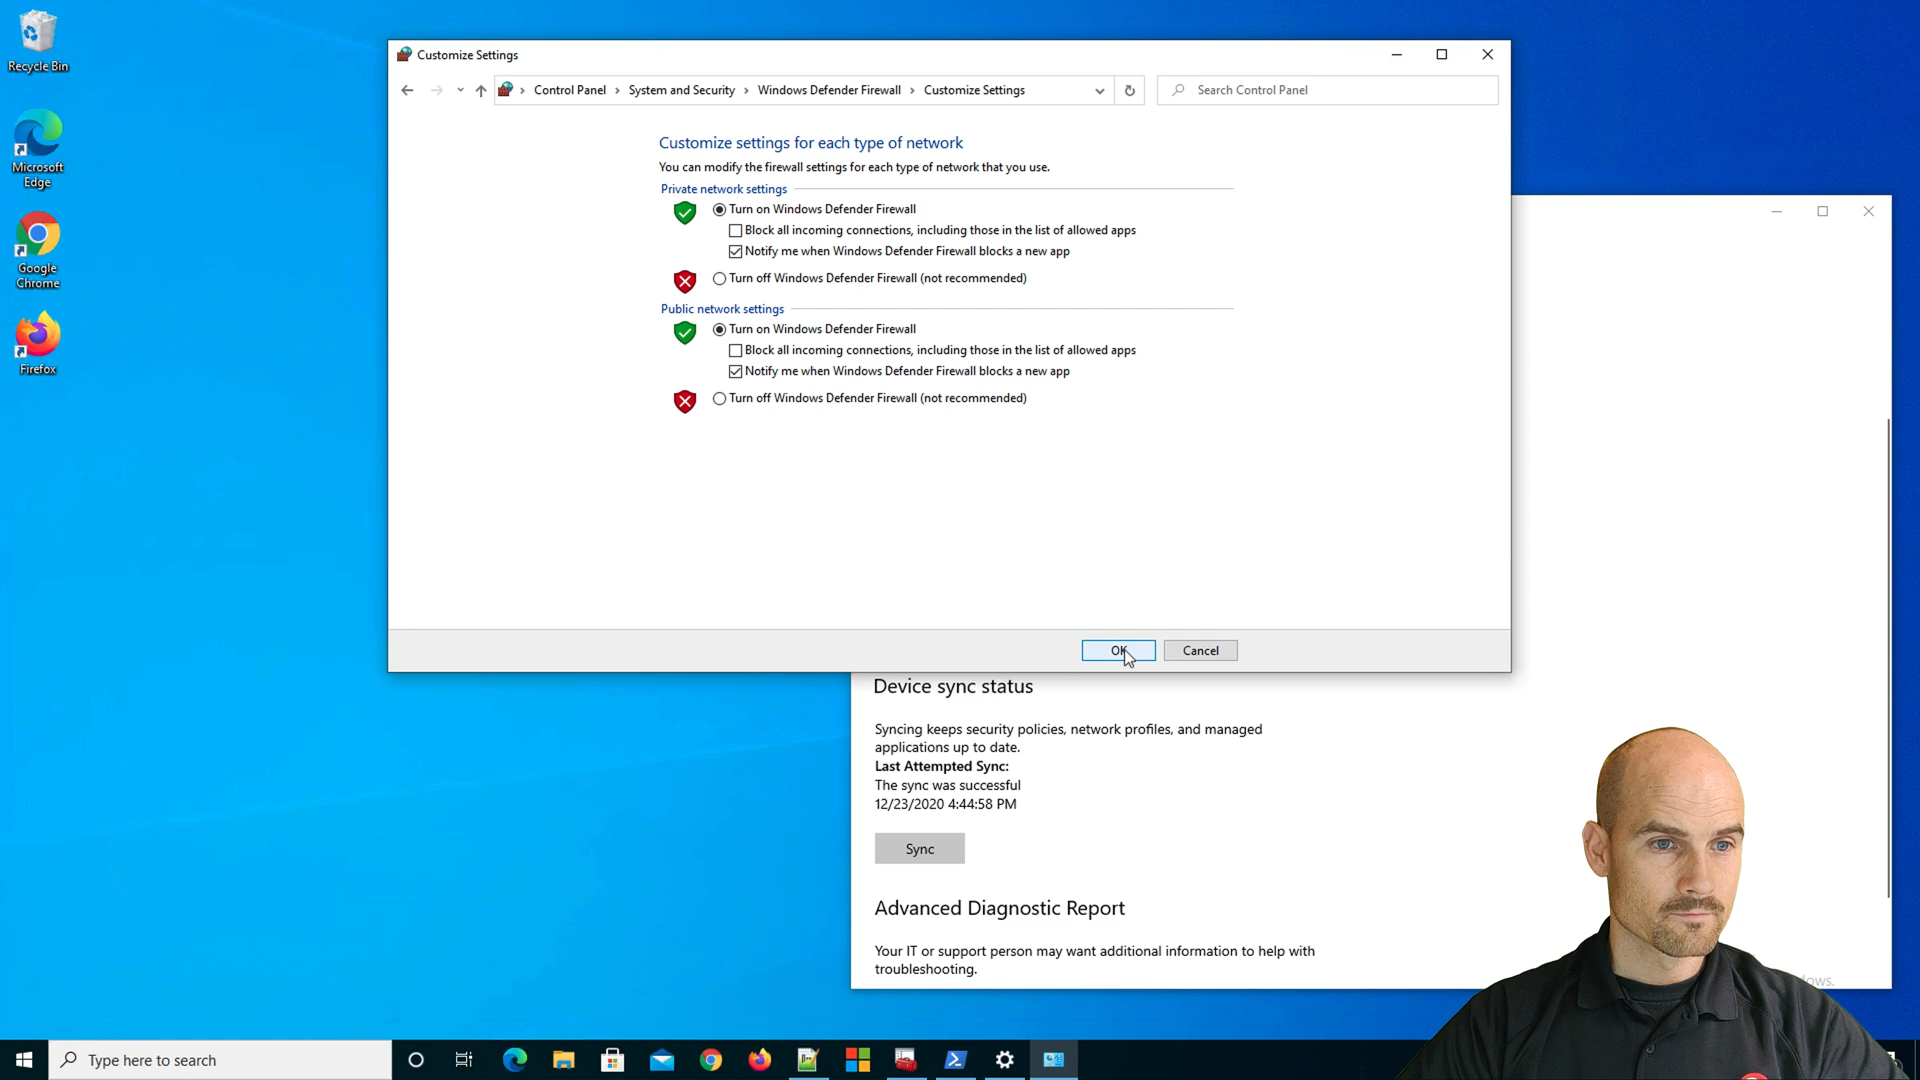 Recycle Bin
Microsoft
Edge
Google
Chrome
Firefox
Customize Settings
Control Panel
System and Security
Windows Defender Firewall
Customize Settings
Search Control Panel
Customize settings for each type of network
You can modify the firewall settings for each type of network that you use.
Private network settings
Turn on Windows Defender Firewall
Block all incoming connections, including those in the list of allowed apps
Notify me when Windows Defender Firewall blocks a new app
Turn off Windows Defender Firewall (not recommended)
Public network settings
Turn on Windows Defender Firewall
Block all incoming connections, including those in the list of allowed apps
Notify me when Windows Defender Firewall blocks a new app
Turn off Windows Defender Firewall (not recommended)
OK
Cancel
Device sync status
Syncing keeps security policies, network profiles, and managed
applications up to date.
Last Attempted Sync:
The sync was successful
12/23/2020 4:44:58 PM
Sync
Advanced Diagnostic Report
Your IT or support person may want additional information to help with
troubleshooting.
Type here to search